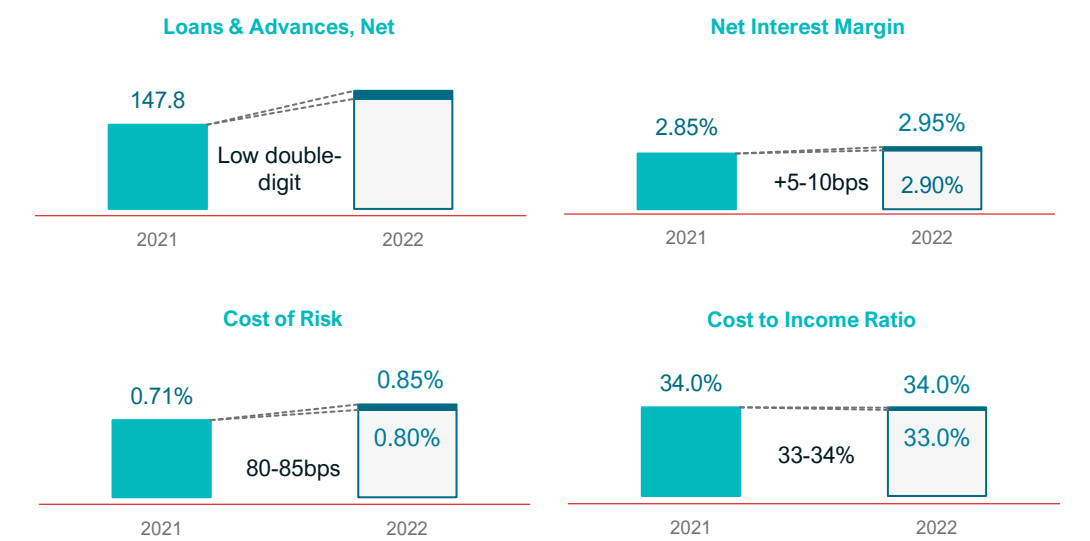 Loans & Advances, Net
147.8
Low double-
digit
2021
2022
Net Interest Margin
2.85%
2.95%
+5-10bps
2.90%
2021
2022
Cost of Risk
0.71%
0.85%
0.80%
80-85bps
2021
2022
Cost to Income Ratio
34.0%
34.0%
33.0%
33-34%
2021
2022